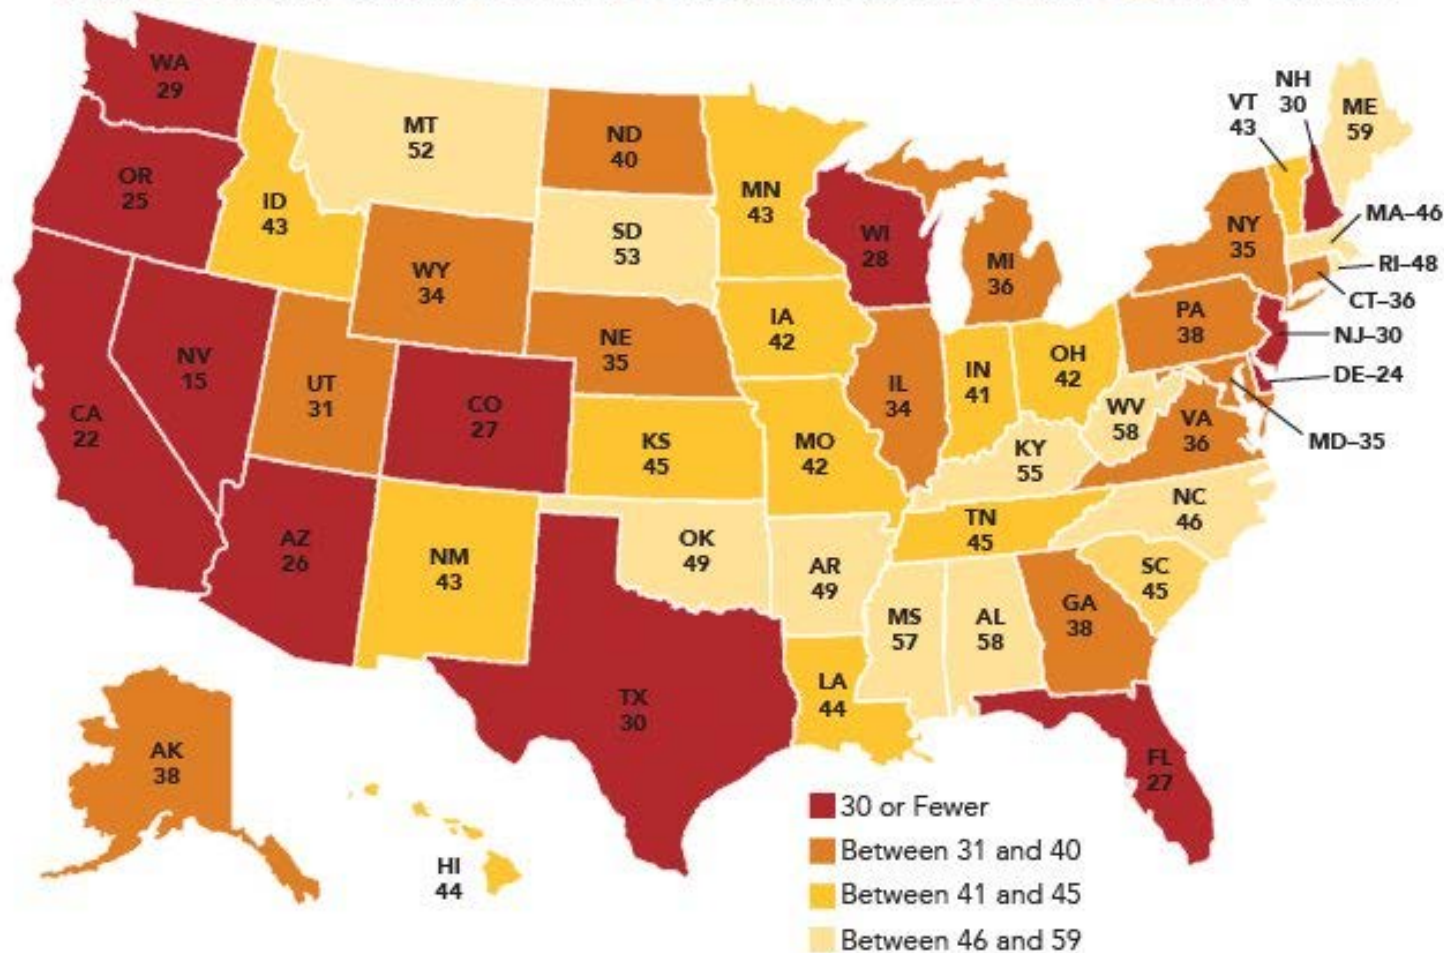 WA
29
OR
25
CA
22
NV
15
ID
43
MT
52
WY
34
UT
31
AZ
26
CO
27
NM
43
ND
40
SD
53
NE
35
KS
45
OK
49
TX
30
MN
43
IA
42
MO
42
AR
49
LA
44
WI
28
IL
34
MI
36
IN
41
OH
42
KY
55
TN
45
MS
57
AL
58
GA
38
FL
27
SC
45
NC
46
VA
36
WV
58
PA
38
NY
35
VT
43
NH
30
ME
59
MA–46
RI–48
CT–36
NJ–30
DE–24
MD–35
AK
38
HI
44
30 or Fewer
Between 31 and 40
Between 41 and 45
Between 46 and 59